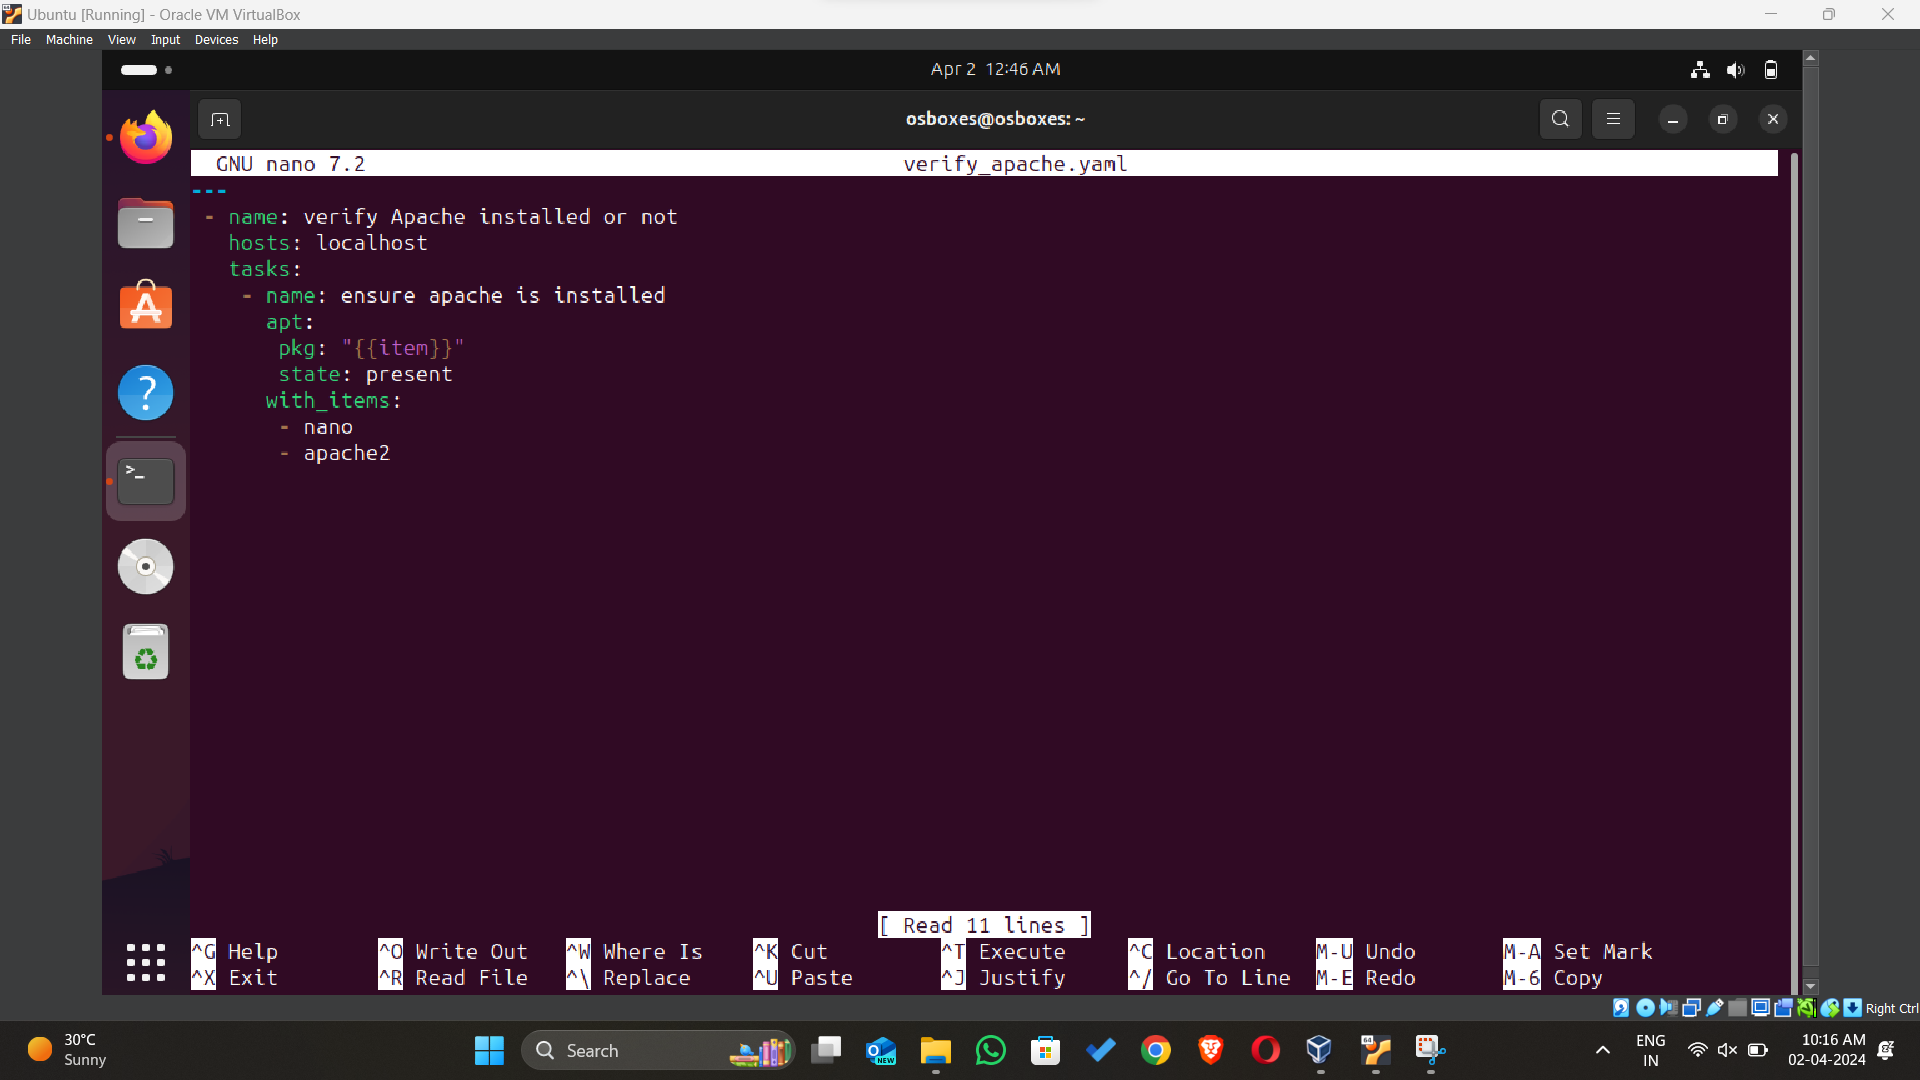 Ubuntu [Running] - Oracle VM VirtualBox
File Machine View Input Devices Help
Apr 2 12:46 AM
osboxes@osboxes: ~
GNU nano 7.2 verify_apache.yaml
---
- name: verify Apache installed or not
hosts: localhost
tasks:
- name: ensure apache is installed
apt:
pkg: "{{item}}"
state: present
with_items:
- nano
- apache2
[ Read 11 lines ]
^G Help ^O Write Out ^W Where Is ^K Cut ^T Execute ^C Location M-U Undo M-A Set Mark
^X Exit ^R Read File ^\ Replace ^U Paste ^J Justify ^/ Go To Line M-E Redo M-6 Copy
Right Ctrl
30°C
Sunny
Search
NEW
64
ENG
IN
10:16 AM
02-04-2024